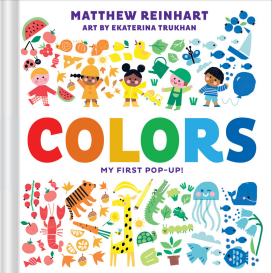 MATTHEW REINHART
ART BY EKATERINA TRUKHAN
COLORS
MY FIRST POP-UP!